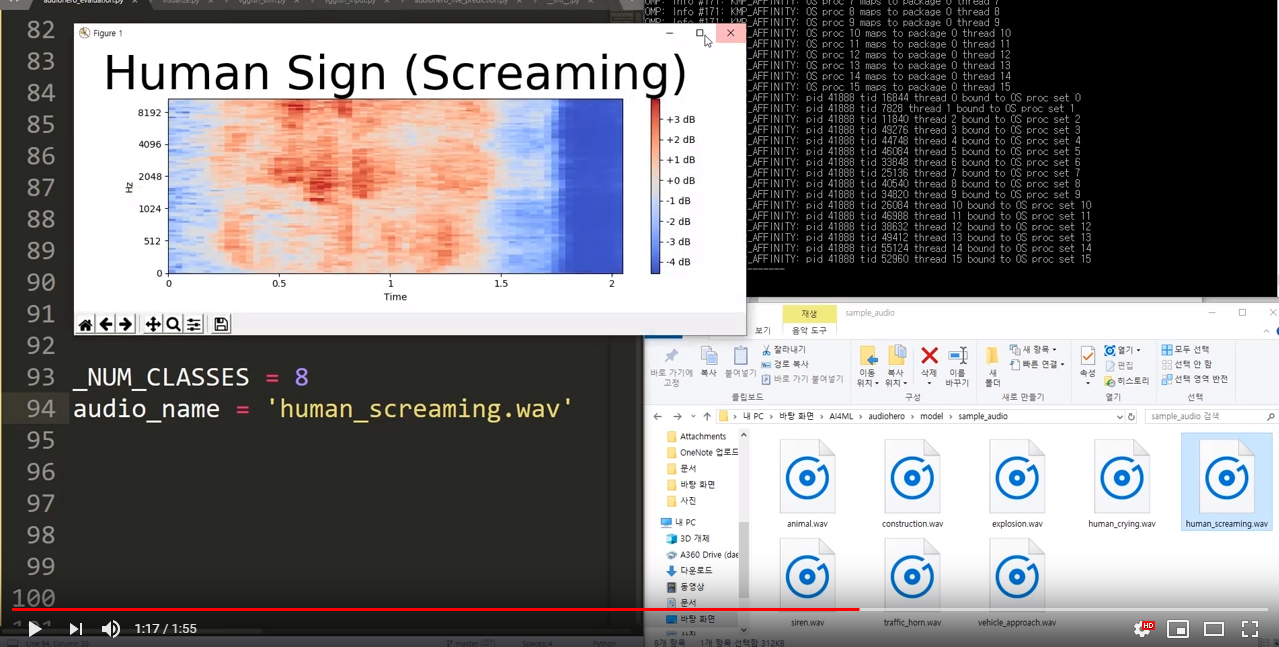 audiohero_evaluation.py
82
83
84
85
86
87
88
89
90
91
92
93 _NUM_CLASSES = 8
94 audio_name = 'human_screaming.wav'
95
96
97
98
99
100
Figure 1
Human Sign (Screaming)
8192
4096
2048
1024
512
0
Hz
0 0.5 1 1.5 2
Time
+3 dB
+2 dB
+1 dB
+0 dB
-1 dB
-2 dB
-3 dB
-4 dB
OMP: Info #171: KMP_AFFINITY: OS proc 8 maps to package 0 thread 8
OMP: Info #171: KMP_AFFINITY: OS proc 9 maps to package 0 thread 9
_AFFINITY: OS proc 10 maps to package 0 thread 10
_AFFINITY: OS proc 11 maps to package 0 thread 11
_AFFINITY: OS proc 12 maps to package 0 thread 12
_AFFINITY: OS proc 13 maps to package 0 thread 13
_AFFINITY: OS proc 14 maps to package 0 thread 14
_AFFINITY: OS proc 15 maps to package 0 thread 15
_AFFINITY: pid 41888 tid 16844 thread 0 bound to OS proc set 0
_AFFINITY: pid 41888 tid 7828 thread 1 bound to OS proc set 1
_AFFINITY: pid 41888 tid 11840 thread 2 bound to OS proc set 2
_AFFINITY: pid 41888 tid 49276 thread 3 bound to OS proc set 3
_AFFINITY: pid 41888 tid 44748 thread 4 bound to OS proc set 4
_AFFINITY: pid 41888 tid 46084 thread 5 bound to OS proc set 5
_AFFINITY: pid 41888 tid 33848 thread 6 bound to OS proc set 6
_AFFINITY: pid 41888 tid 25136 thread 7 bound to OS proc set 7
_AFFINITY: pid 41888 tid 40540 thread 8 bound to OS proc set 8
_AFFINITY: pid 41888 tid 34820 thread 9 bound to OS proc set 9
_AFFINITY: pid 41888 tid 26084 thread 10 bound to OS proc set 10
_AFFINITY: pid 41888 tid 46988 thread 11 bound to OS proc set 11
_AFFINITY: pid 41888 tid 38632 thread 12 bound to OS proc set 12
_AFFINITY: pid 41888 tid 49412 thread 13 bound to OS proc set 13
_AFFINITY: pid 41888 tid 55124 thread 14 bound to OS proc set 14
_AFFINITY: pid 41888 tid 52960 thread 15 bound to OS proc set 15
재생 sample_audio
보기 음악 도구
바로 가기에 고정
복사
붙여넣기
잘라내기
경로 복사
바로 가기 붙여넣기
클립보드
이동 위치
복사 위치
삭제
이름 바꾸기
구성
새 폴더
새 항목
빠른 연결
새로 만들기
속성
열기
편집
히스토리
열기
모두 선택
선택 안 함
선택 영역 반전
선택
내 PC > 바탕 화면 > AI4ML > audiohero > model > sample_audio
sample_audio 검색
Attachments
OneNote 업로드
문서
바탕 화면
사진
내 PC
3D 개체
A360 Drive (dae
다운로드
동영상
문서
바탕 화면
animal.wav
construction.wav
explosion.wav
human_crying.wav
human_screaming.wav
siren.wav
traffic_horn.wav
vehicle_approach.wav
8개 항목 1개 항목 선택함 312KB
1:17 / 1:55
HD